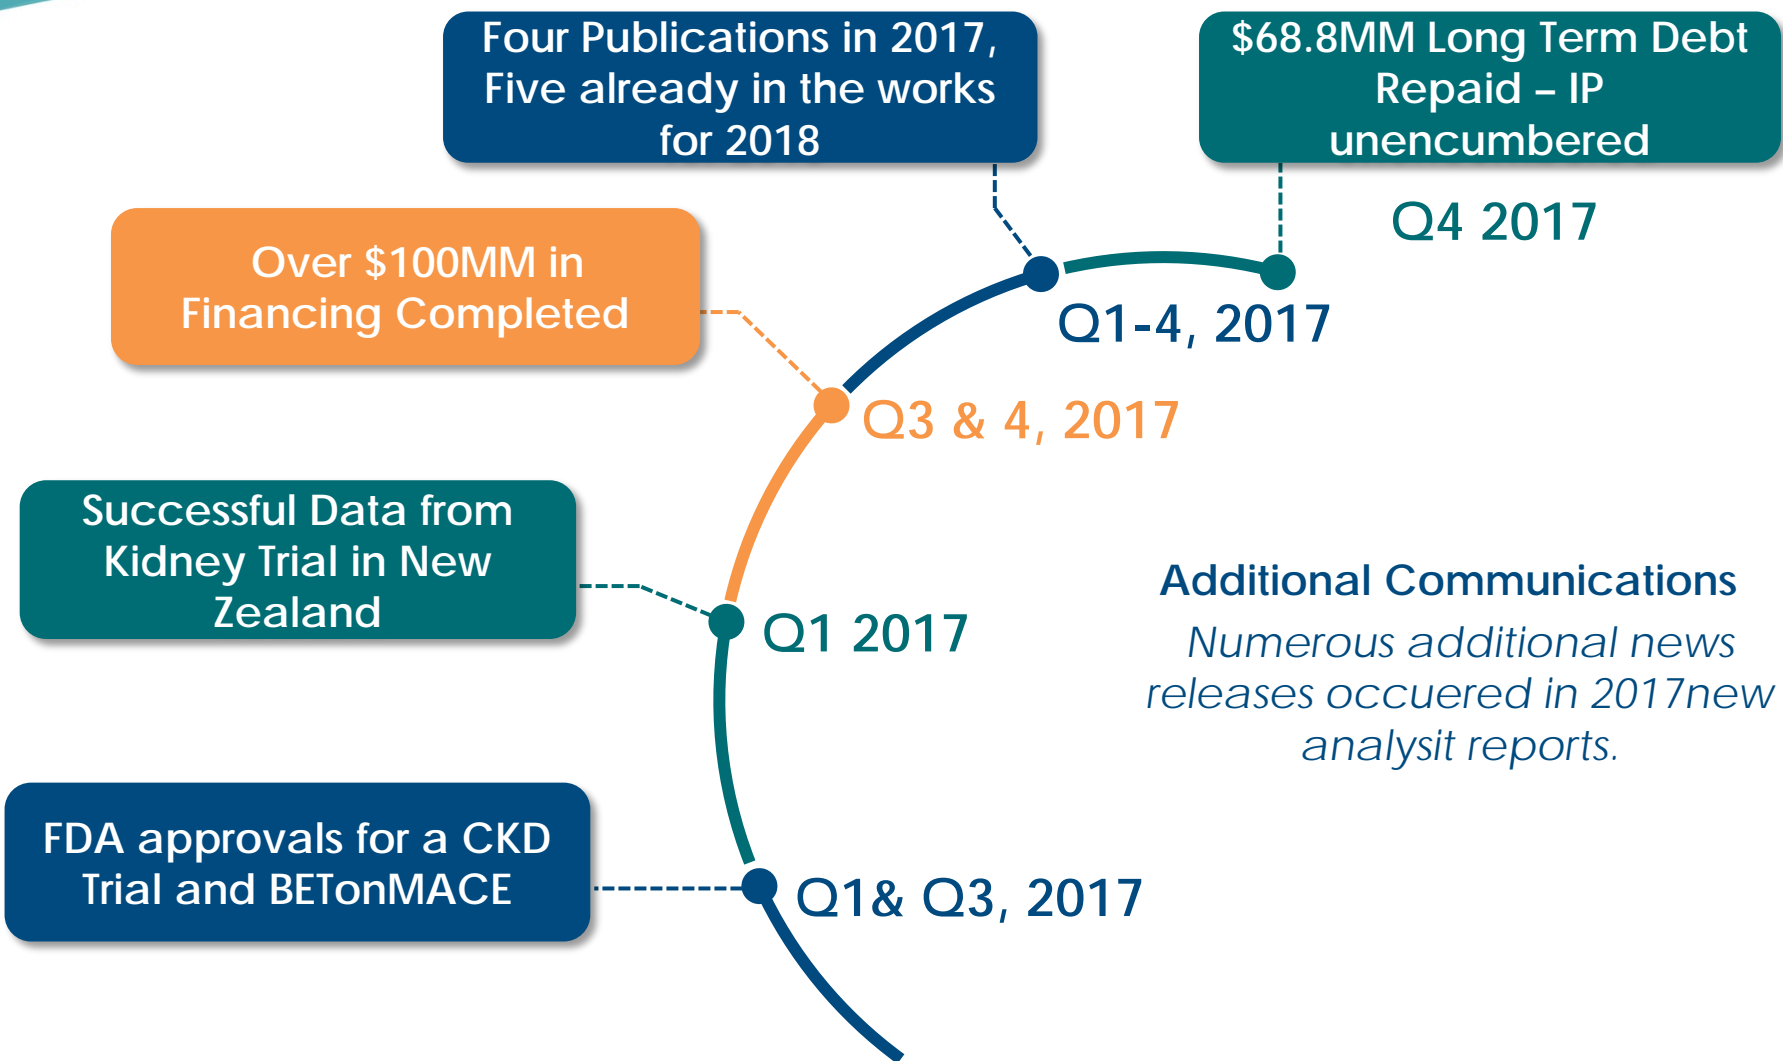 Four Publications in 2017,
Five already in the works
for 2018
$68.8MM Long Term Debt
Repaid – IP
unencumbered
Q4 2017
Over $100MM in
Financing Completed
Q1-4, 2017
Q3 & 4, 2017
Successful Data from
Kidney Trial in New
Zealand
Q1 2017
Additional Communications
Numerous additional news
releases occuered in 2017new
analysit reports.
FDA approvals for a CKD
Trial and BETonMACE
Q1& Q3, 2017